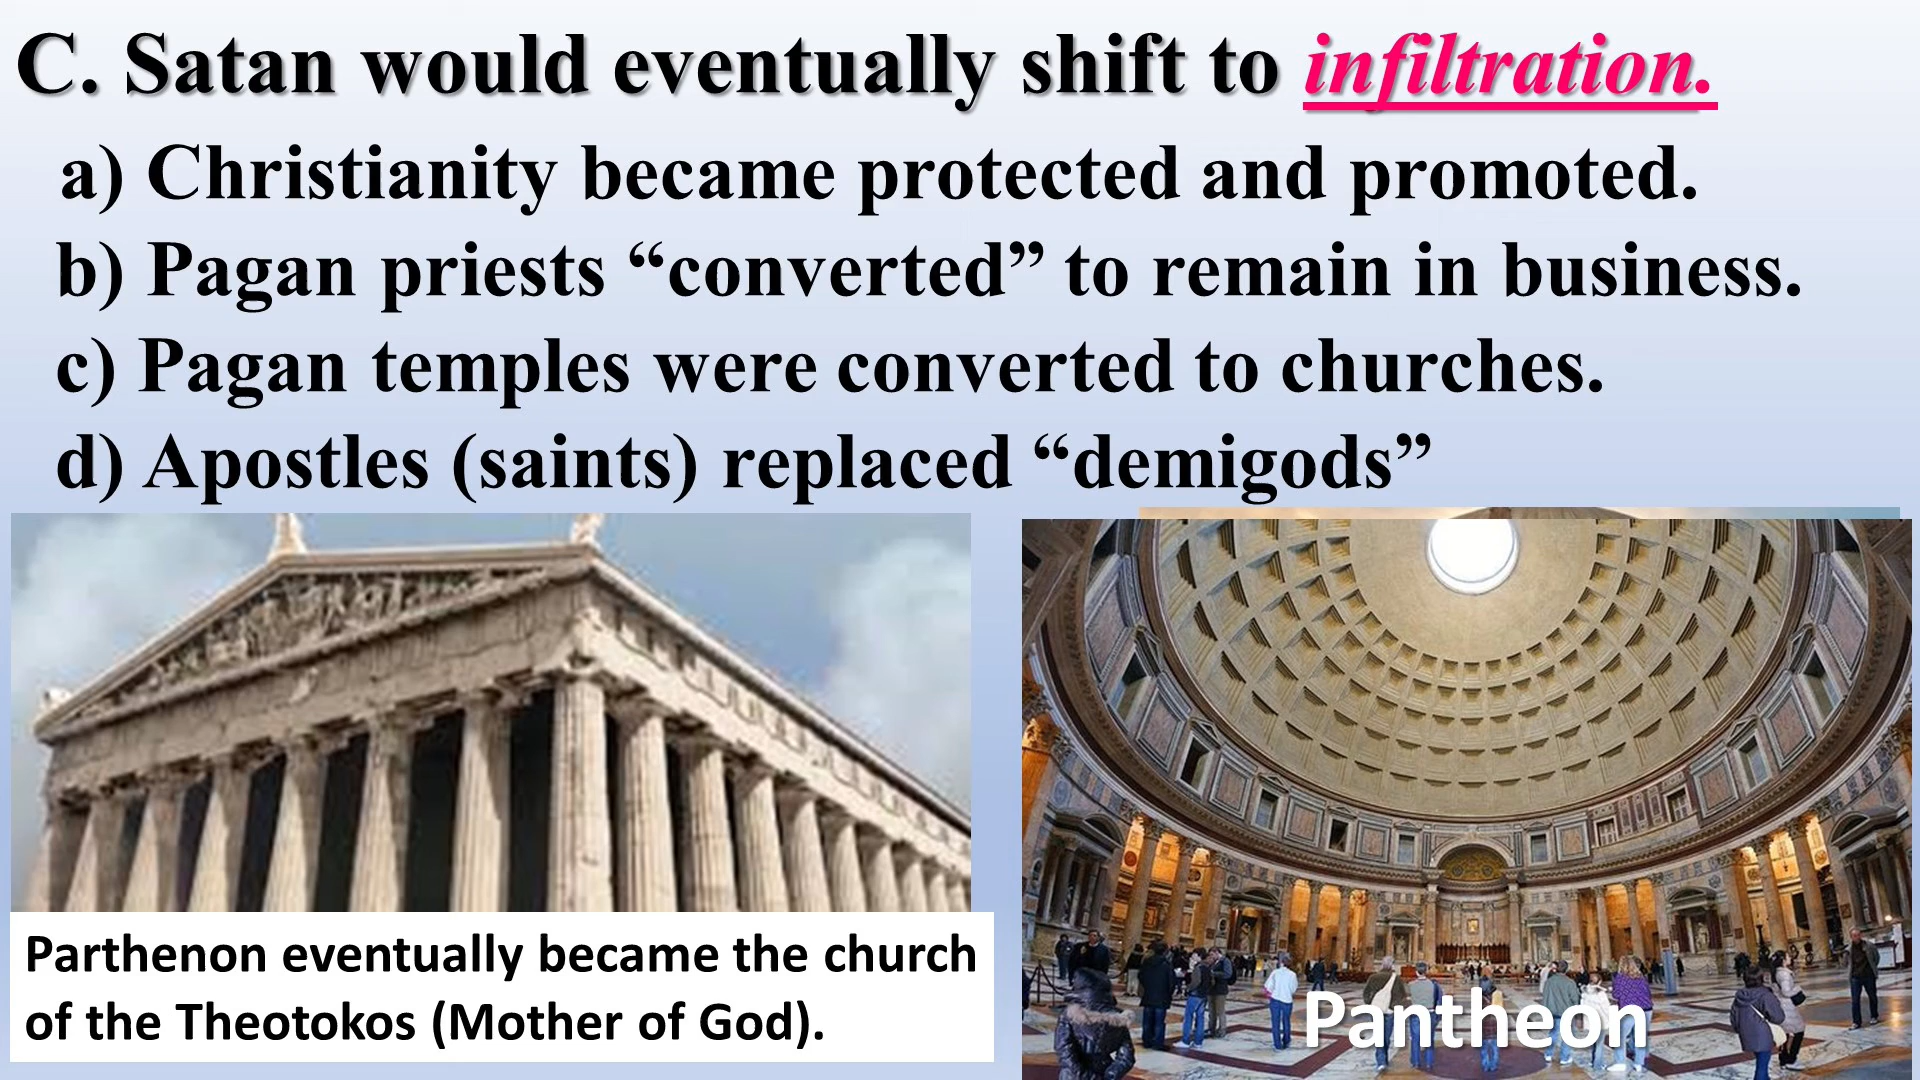 C. Satan would eventually shift to infiltration.
a) Christianity became protected and promoted.
b) Pagan priests “converted” to remain in business.
c) Pagan temples were converted to churches.
d) Apostles (saints) replaced “demigods”
Parthenon eventually became the church
of the Theotokos (Mother of God).
Pantheon